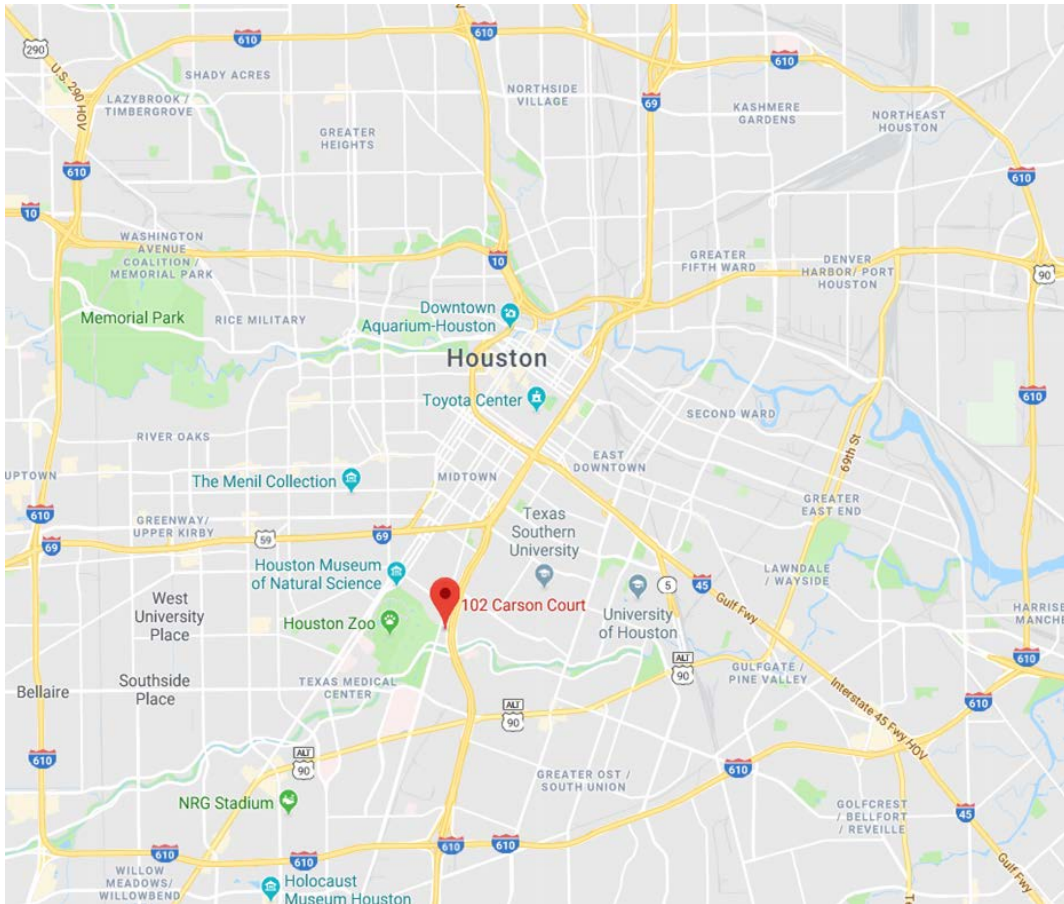 290
U.S. 290 HOV
610
610
610
69
SHADY ACRES
LAZYBROOK /
TIMBERGROVE
NORTHSIDE
VILLAGE
KASHMERE
GARDENS
NORTHEAST
HOUSTON
GREATER
HEIGHTS
610
610
10
WASHINGTON
AVENUE
COALITION /
MEMORIAL PARK
10
GREATER
FIFTH WARD
DENVER
HARBOR/ PORT
HOUSTON
90
Memorial Park
RICE MILITARY
Downtown
Aquarium-Houston
Houston
Toyota Center
610
SECOND WARD
RIVER OAKS
UPTOWN
MIDTOWN
EAST
DOWNTOWN
69th St
The Menil Collection
GREATER
EAST END
610
GREENWAY/
UPPER KIRBY
Texas
Southern
University
69
59
69
Houston Museum
of Natural Science
LAWNDALE
/ WAYSIDE
5
45
Gulf Fwy
102 Carson Court
West
University
Place
Houston Zoo
University
of Houston
HARRISB
MANCHE
610
Bellaire
Southside
Place
TEXAS MEDICAL
CENTER
ALT
90
GULFGATE /
PINE VALLEY
Interstate 45 Fwy HOV
610
ALT
90
ALT
90
GREATER OST /
SOUTH UNION
610
NRG Stadium
GOLFCREST
/ BELLFORT
/ REVEILLE
45
610
610
610
610
Gulf Fwy
WILLOW
MEADOWS/
WILLOWBEND
Holocaust
Museum Houston